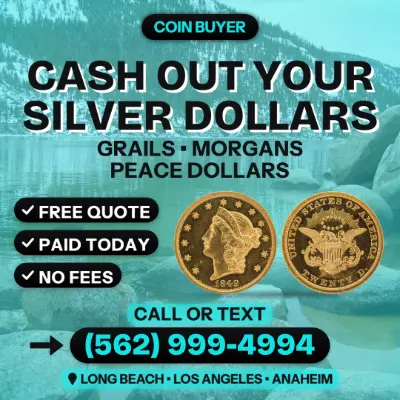 COIN BUYER
CASH OUT YOUR
SILVER DOLLARS
GRAILS ▪ MORGANS
PEACE DOLLARS
✓ FREE QUOTE
✓ PAID TODAY
✓ NO FEES
1849
UNITED STATES OF AMERICA
TWENTY D.
CALL OR TEXT
→ (562) 999-4994
LONG BEACH ▪ LOS ANGELES ▪ ANAHEIM